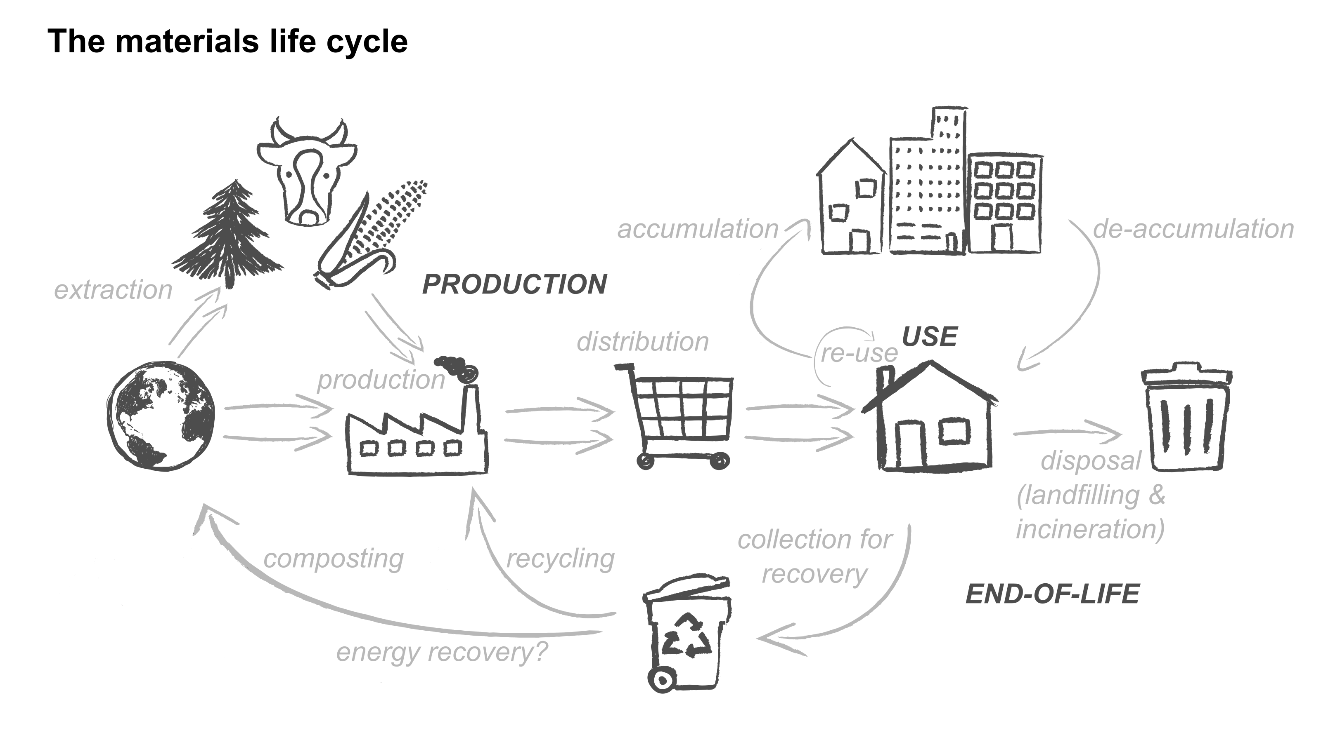 The materials life cycle
accumulation
de-accumulation
extraction
PRODUCTION
distribution
USE
re-use
production
disposal
(landfilling &
incineration)
collection for
recovery
composting
recycling
END-OF-LIFE
energy recovery?